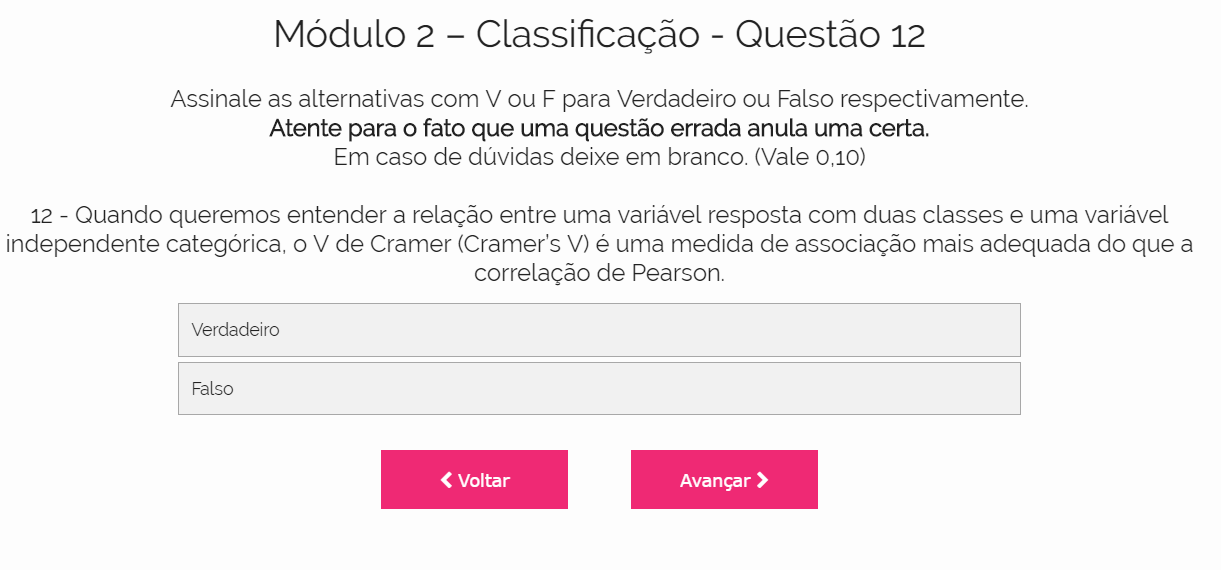 Módulo 2 – Classificação - Questão 12
Assinale as alternativas com V ou F para Verdadeiro ou Falso respectivamente.
Atente para o fato que uma questão errada anula uma certa.
Em caso de dúvidas deixe em branco. (Vale 0,10)
12 - Quando queremos entender a relação entre uma variável resposta com duas classes e uma variável
independente categórica, o V de Cramer (Cramer’s V) é uma medida de associação mais adequada do que a
correlação de Pearson.
Verdadeiro
Falso
Voltar
Avançar